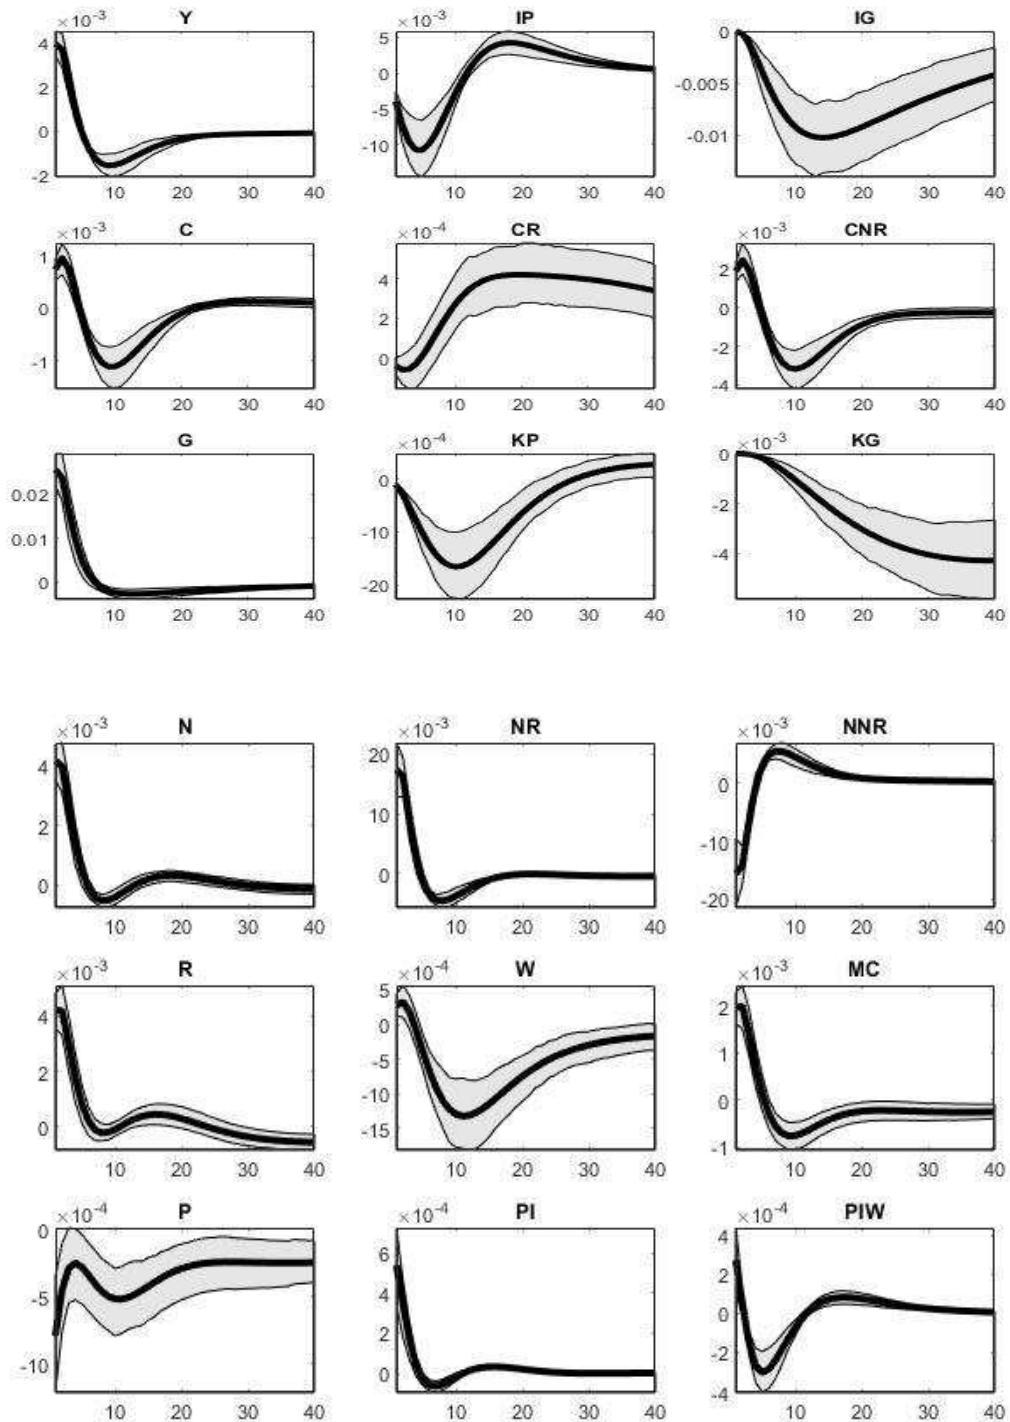 Y IP IG
×10⁻³ ×10⁻³
4 5 0
2 0 -0.005
0 -5 -0.01
-2 -10
10 20 30 40 10 20 30 40 10 20 30 40
C CR CNR
×10⁻³ ×10⁻⁴ ×10⁻³
1 4 2
0 2 0
-1 0 -2
-4
10 20 30 40 10 20 30 40 10 20 30 40
G KP KG
×10⁻⁴ ×10⁻³
0.02 0 0
0.01 -10 -2
0 -20 -4
10 20 30 40 10 20 30 40 10 20 30 40
N NR NNR
×10⁻³ ×10⁻³ ×10⁻³
4 20 0
2 10 -10
0 0 -20
10 20 30 40 10 20 30 40 10 20 30 40
R W MC
×10⁻³ ×10⁻⁴ ×10⁻³
4 5 2
2 0 1
0 -5 0
-10 -1
-15
10 20 30 40 10 20 30 40 10 20 30 40
P PI PIW
×10⁻⁴ ×10⁻⁴ ×10⁻⁴
0 6 4
-5 4 2
-10 2 0
0 -2
-4
10 20 30 40 10 20 30 40 10 20 30 40